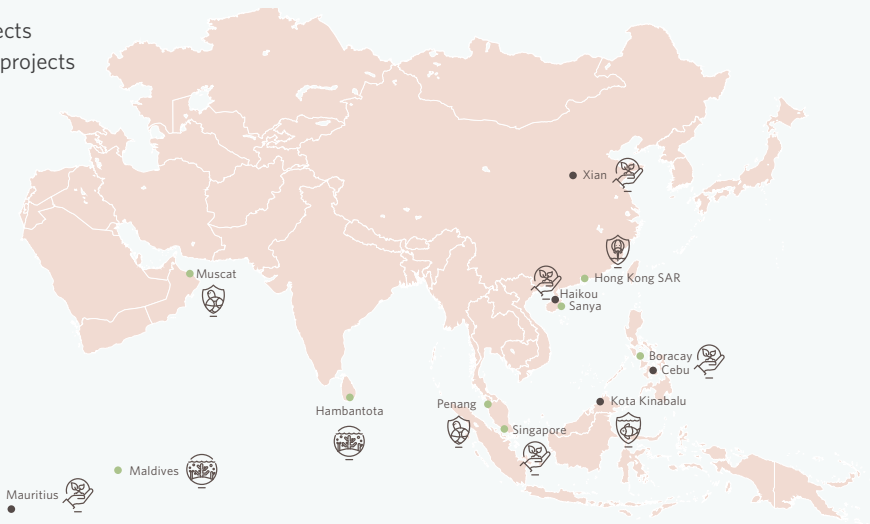 ects
projects
Xian
Muscat
Hong Kong SAR
Haikou
Sanya
Boracay
Cebu
Hambantota
Penang
Kota Kinabalu
Singapore
Maldives
Mauritius